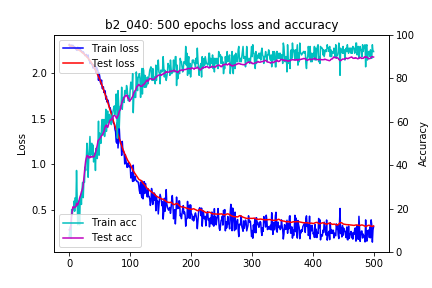 b2_040: 500 epochs loss and accuracy
Train loss
Test loss
Train acc
Test acc
Loss
2.0
1.5
1.0
0.5
Accuracy
100
80
60
40
20
0
0
100
200
300
400
500